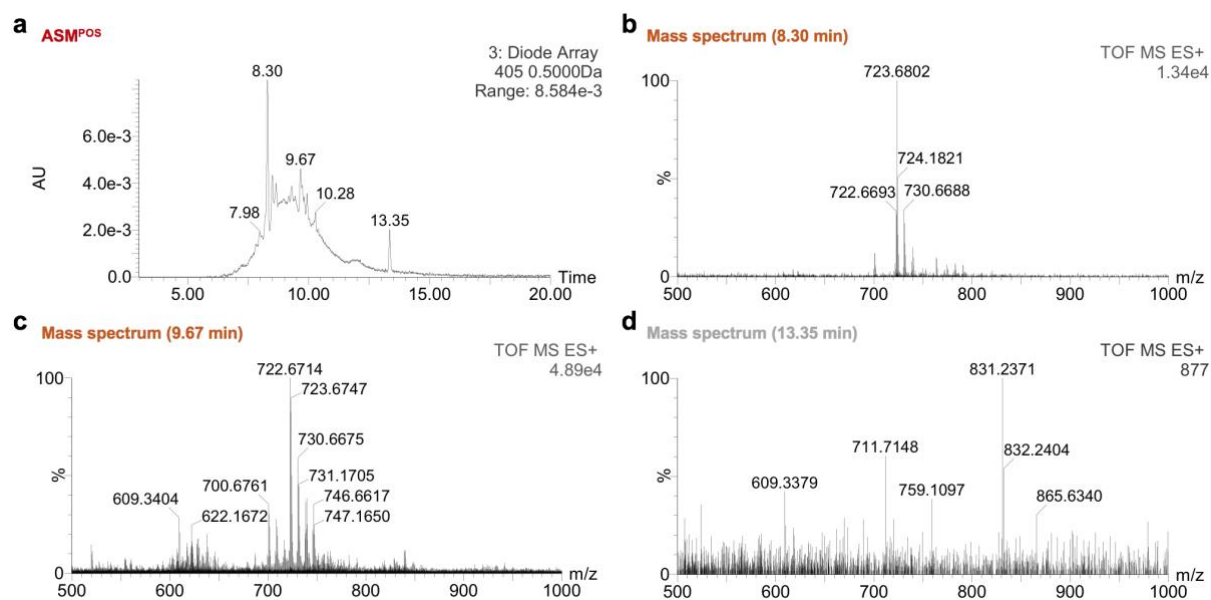 a ASMPOS
3: Diode Array
405 0.5000Da
Range: 8.584e-3
8.30
9.67
7.98
10.28
13.35
6.0e-3
4.0e-3
2.0e-3
0.0
AU
5.00 10.00 15.00 20.00
Time
b Mass spectrum (8.30 min)
TOF MS ES+
1.34e4
723.6802
724.1821
722.6693 730.6688
100
%
0
500 600 700 800 900 1000
m/z
c Mass spectrum (9.67 min)
TOF MS ES+
4.89e4
722.6714
723.6747
730.6675
731.1705
700.6761
746.6617
609.3404
747.1650
622.1672
100
%
0
500 600 700 800 900 1000
m/z
d Mass spectrum (13.35 min)
TOF MS ES+
877
831.2371
711.7148
832.2404
609.3379
759.1097
865.6340
100
%
0
500 600 700 800 900 1000
m/z